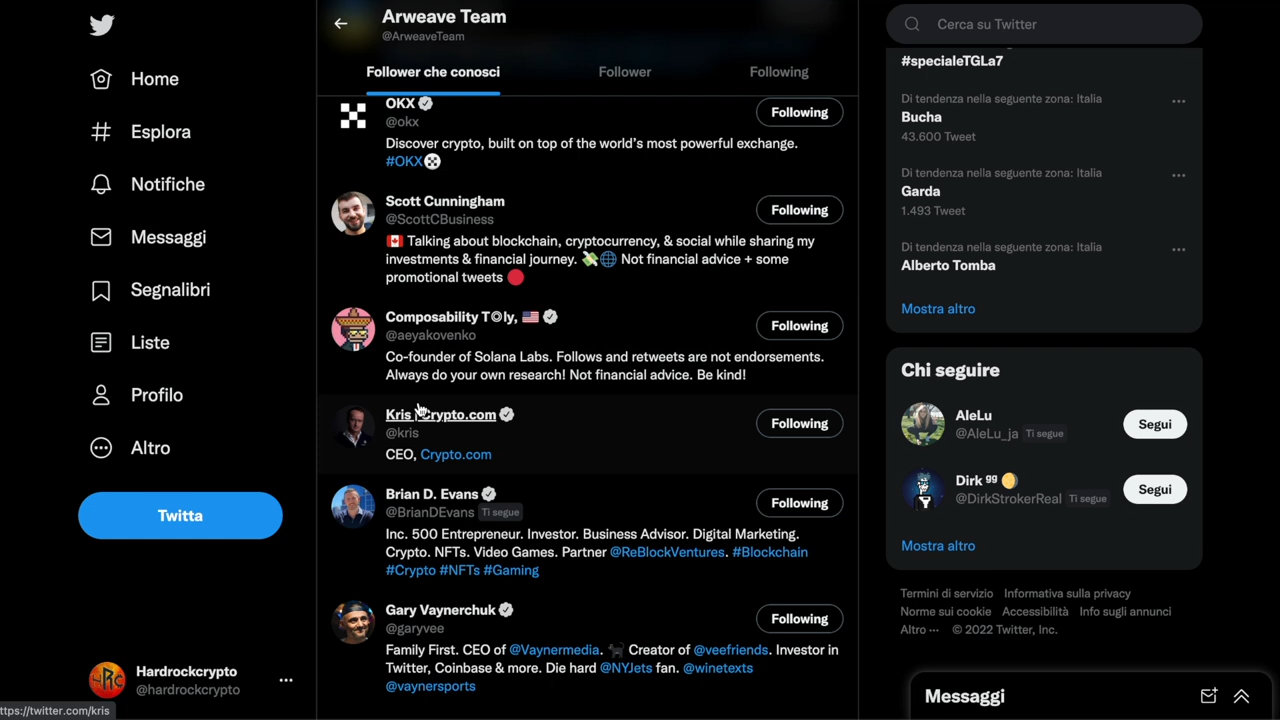 Home
Esplora
Notifiche
Messaggi
Segnalibri
Liste
Profilo
Altro
Twitta
Hardrockcrypto
@hardrockcrypto
ttps://twitter.com/kris
Arweave Team
@ArweaveTeam
Follower che conosci Follower Following
OKX
@okx
Following
Discover crypto, built on top of the world's most powerful exchange.
#OKX
Scott Cunningham
@ScottCBusiness
Following
🇨🇦 Talking about blockchain, cryptocurrency, & social while sharing my
investments & financial journey. 💸🌐 Not financial advice + some
promotional tweets 🔴
Composability T◎ly, 🇺🇸
@aeyakovenko
Following
Co-founder of Solana Labs. Follows and retweets are not endorsements.
Always do your own research! Not financial advice. Be kind!
Kris | Crypto.com
@kris
Following
CEO, Crypto.com
Brian D. Evans
@BrianDEvans Ti segue
Following
Inc. 500 Entrepreneur. Investor. Business Advisor. Digital Marketing.
Crypto. NFTs. Video Games. Partner @ReBlockVentures. #Blockchain
#Crypto #NFTs #Gaming
Gary Vaynerchuk
@garyvee
Following
Family First. CEO of @Vaynermedia. 🐈‍⬛ Creator of @veefriends. Investor in
Twitter, Coinbase & more. Die hard @NYJets fan. @winetexts
@vaynersports
Cerca su Twitter
#specialeTGLa7
Di tendenza nella seguente zona: Italia
Bucha
43.600 Tweet
Di tendenza nella seguente zona: Italia
Garda
1.493 Tweet
Di tendenza nella seguente zona: Italia
Alberto Tomba
Mostra altro
Chi seguire
AleLu
@AleLu_ja Ti segue
Segui
Dirk ᵍᵍ 🌖
@DirkStrokerReal Ti segue
Segui
Mostra altro
Termini di servizio Informativa sulla privacy
Norme sui cookie Accessibilità Info sugli annunci
Altro ··· © 2022 Twitter, Inc.
Messaggi